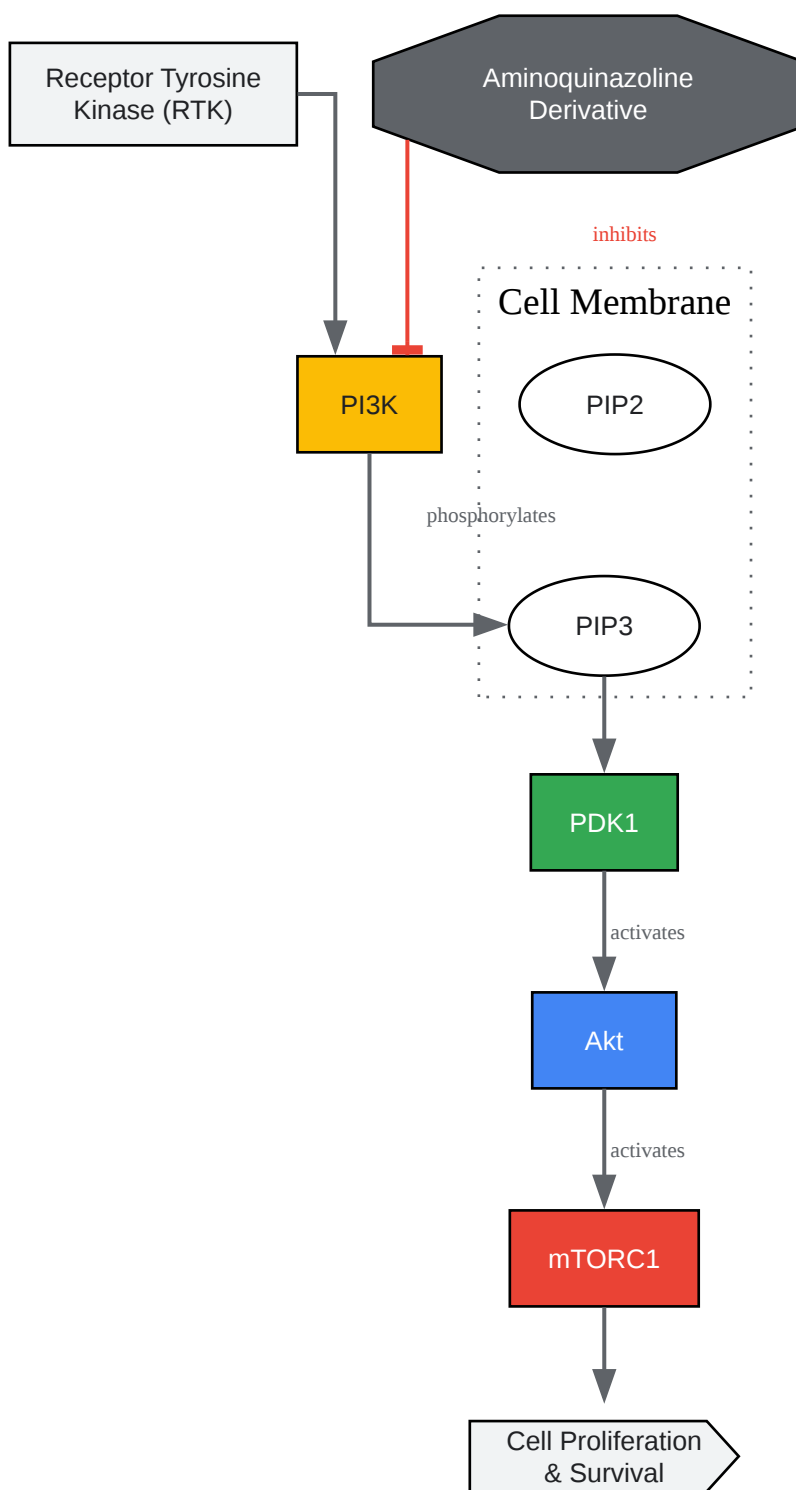 Receptor Tyrosine
Kinase (RTK)
Aminoquinazoline
Derivative
inhibits
Cell Membrane
PI3K
PIP2
phosphorylates
PIP3
PDK1
activates
Akt
activates
mTORC1
Cell Proliferation
& Survival